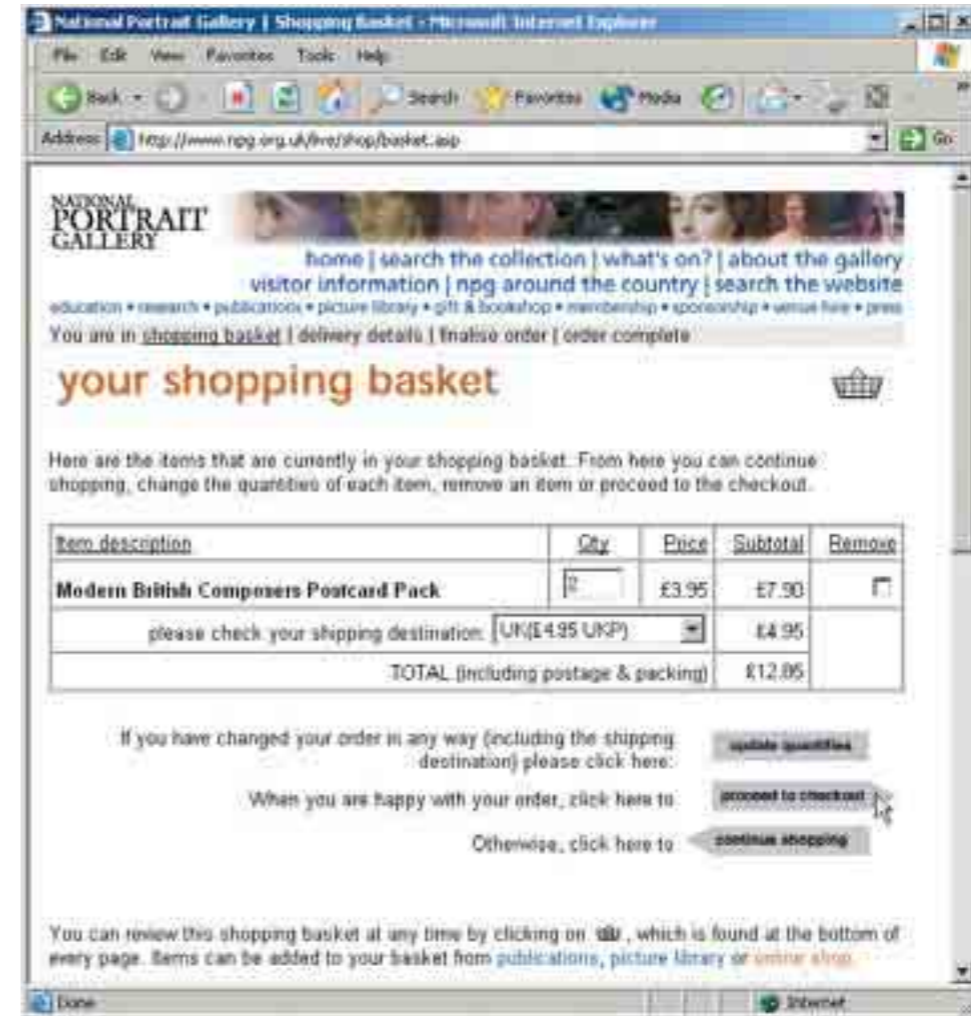 National Portrait Gallery | Shopping Basket - Microsoft Internet Explorer
File Edit View Favorites Tools Help
Back Search Favorites Media
Address http://www.npg.org.uk/live/shop/basket.asp Go
NATIONAL
PORTRAIT
GALLERY
home | search the collection | what's on? | about the gallery
visitor information | npg around the country | search the website
education • research • publications • picture library • gift & bookshop • membership • sponsorship • venue hire • press
You are in shopping basket | delivery details | finalise order | order complete
your shopping basket
Here are the items that are currently in your shopping basket. From here you can continue
shopping, change the quantities of each item, remove an item or proceed to the checkout.
Item description Qty Price Subtotal Remove
Modern British Composers Postcard Pack 2 £3.95 £7.90
please check your shipping destination: UK(£4.95 UKP) £4.95
TOTAL (including postage & packing) £12.85
If you have changed your order in any way (including the shipping
destination) please click here: update quantities
When you are happy with your order, click here to proceed to checkout
Otherwise, click here to continue shopping
You can review this shopping basket at any time by clicking on , which is found at the bottom of
every page. Items can be added to your basket from publications, picture library or online shop.
Done Internet